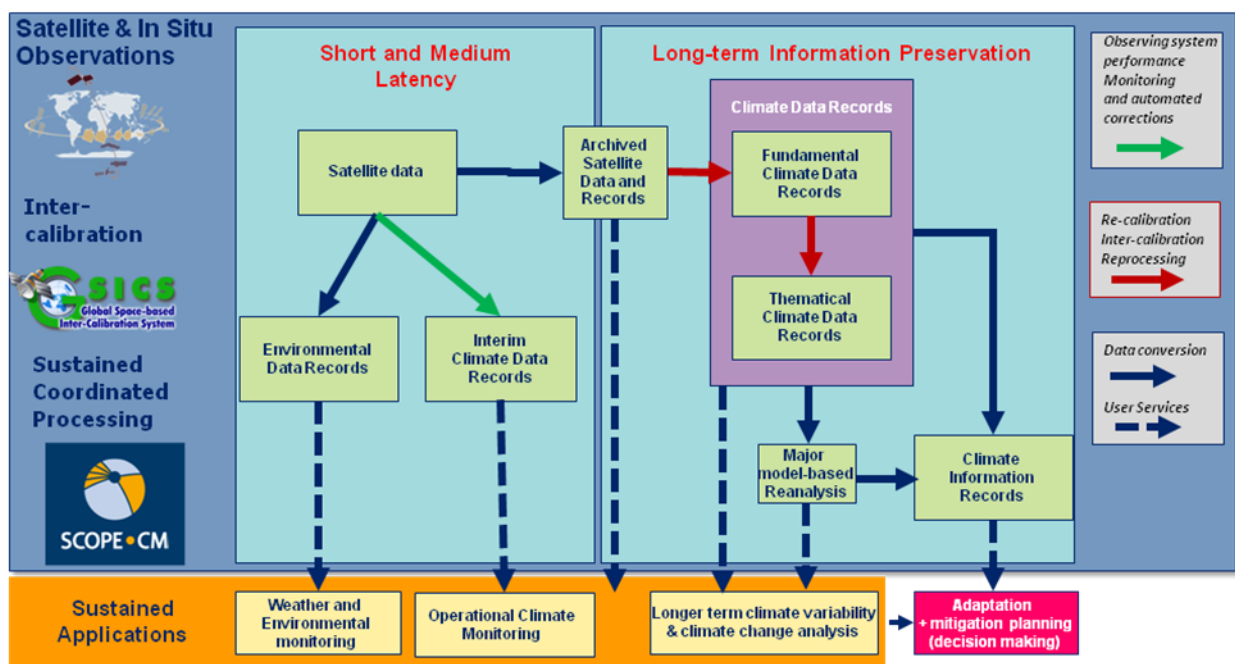 Satellite & In Situ
Observations
Inter-
calibration
GSICS
Global Space-based
Inter-Calibration System
Sustained
Coordinated
Processing
SCOPE•CM
Short and Medium
Latency
Satellite data
Environmental
Data Records
Interim
Climate Data
Records
Long-term Information Preservation
Archived
Satellite
Data and
Records
Climate Data Records
Fundamental
Climate Data
Records
Thematical
Climate Data
Records
Major
model-based
Reanalysis
Climate
Information
Records
Observing system
performance
Monitoring
and automated
corrections
Re-calibration
Inter-calibration
Reprocessing
Data conversion
User Services
Sustained
Applications
Weather and
Environmental
monitoring
Operational Climate
Monitoring
Longer term climate variability
& climate change analysis
Adaptation
+ mitigation planning
(decision making)